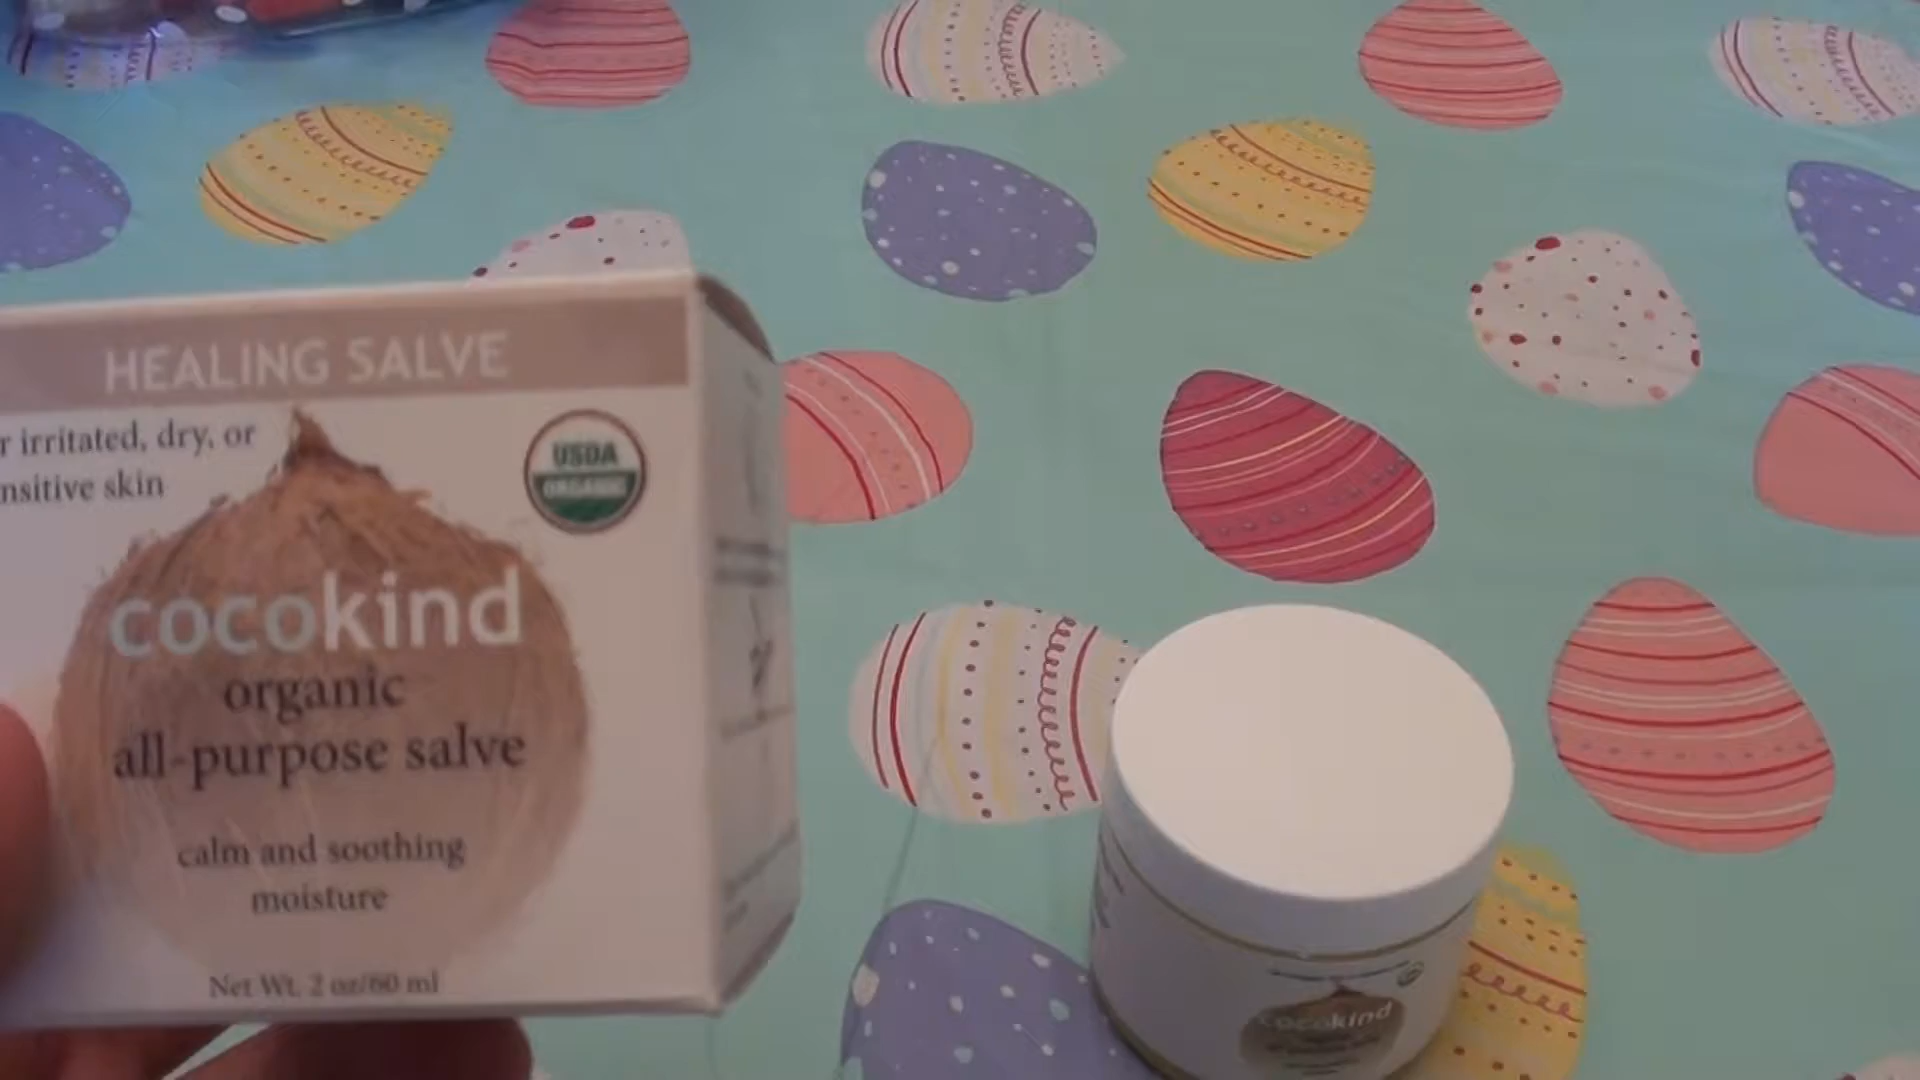 HEALING SALVE
r irritated, dry, or
nsitive skin
USDA
ORGANIC
cocokind
organic
all-purpose salve
calm and soothing
moisture
Net Wt. 2 oz/60 ml
cocokind